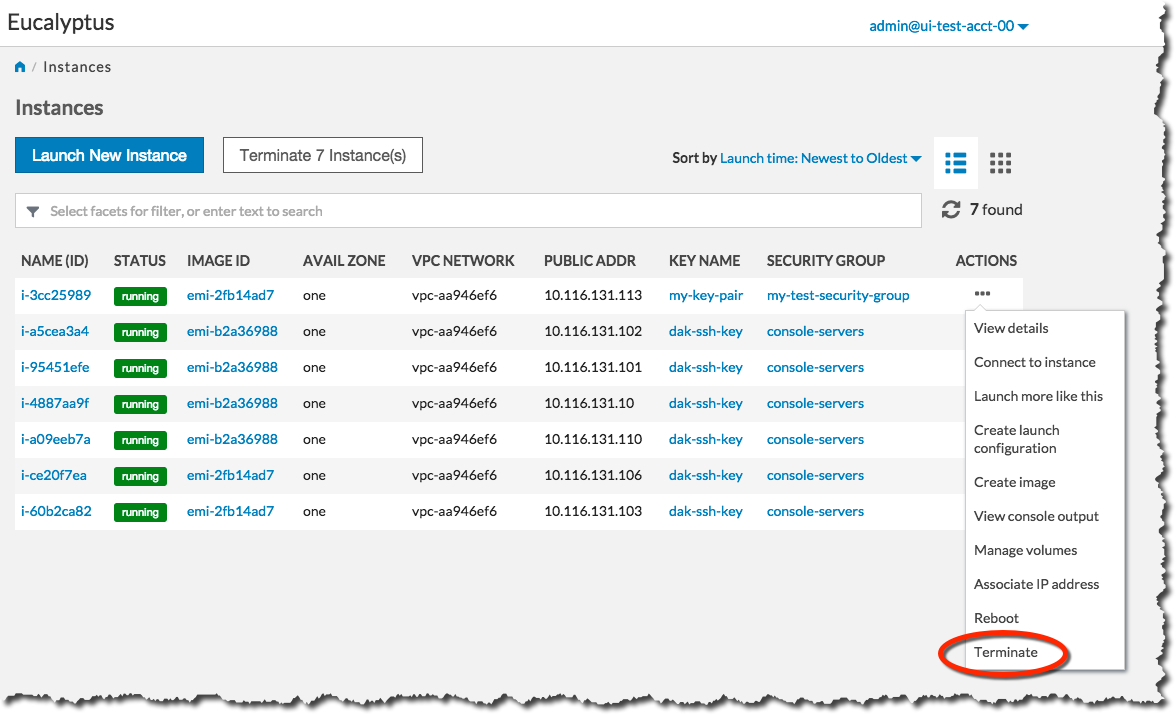 Eucalyptus
admin@ui-test-acct-00
/ Instances
Instances
Launch New Instance Terminate 7 Instance(s) Sort by Launch time: Newest to Oldest
Select facets for filter, or enter text to search 7 found
NAME (ID) STATUS IMAGE ID AVAIL ZONE VPC NETWORK PUBLIC ADDR KEY NAME SECURITY GROUP ACTIONS
i-3cc25989 running emi-2fb14ad7 one vpc-aa946ef6 10.116.131.113 my-key-pair my-test-security-group
i-a5cea3a4 running emi-b2a36988 one vpc-aa946ef6 10.116.131.102 dak-ssh-key console-servers
i-95451efe running emi-b2a36988 one vpc-aa946ef6 10.116.131.101 dak-ssh-key console-servers
i-4887aa9f running emi-b2a36988 one vpc-aa946ef6 10.116.131.10 dak-ssh-key console-servers
i-a09eeb7a running emi-b2a36988 one vpc-aa946ef6 10.116.131.110 dak-ssh-key console-servers
i-ce20f7ea running emi-2fb14ad7 one vpc-aa946ef6 10.116.131.106 dak-ssh-key console-servers
i-60b2ca82 running emi-2fb14ad7 one vpc-aa946ef6 10.116.131.103 dak-ssh-key console-servers
View details
Connect to instance
Launch more like this
Create launch
configuration
Create image
View console output
Manage volumes
Associate IP address
Reboot
Terminate